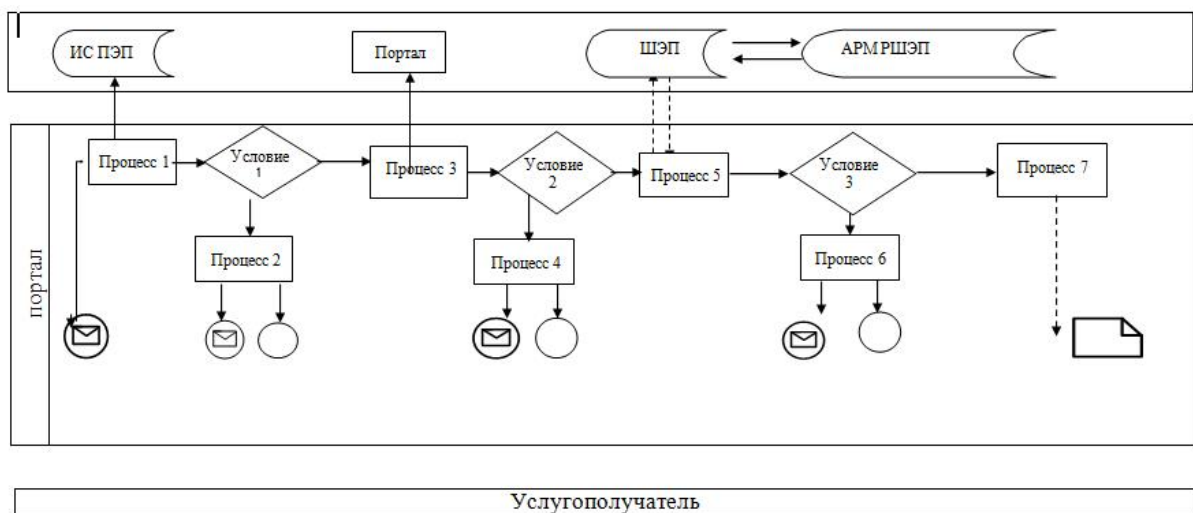 ИС ПЭП
Портал
ШЭП
АРМ РШЭП
портал
Процесс 1
Условие
1
Процесс 3
Условие
2
Процесс 5
Условие
3
Процесс 7
Процесс 2
Процесс 4
Процесс 6
Услугополучатель